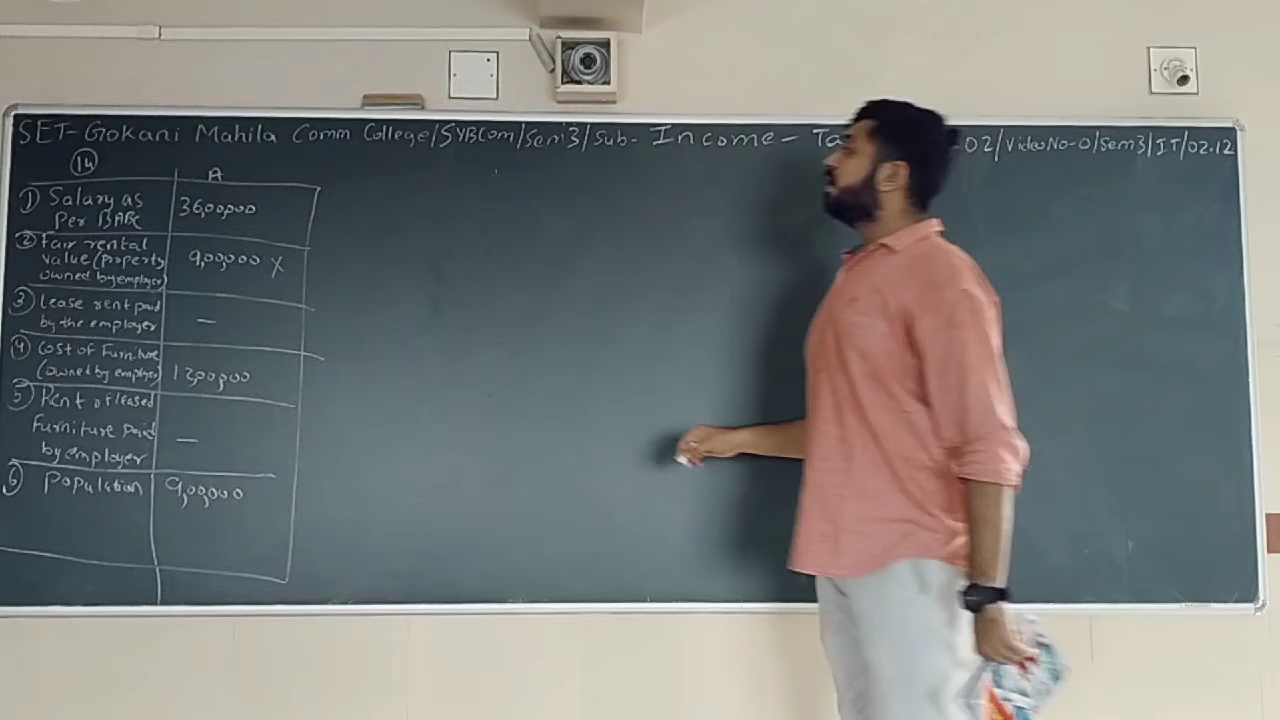 SET-Gokani Mahila Comm College/SYBCom/Sem3/Sub- Income- Ta -02/Video No-0/Sem3/IT/02.12
14
A
1 Salary as Per BABC 36,00,000
2 Fair rental value (property owned by employer) 9,00,000 X
3 Lease rent paid by the employer —
4 Cost of Furniture (owned by employer) 12,00,000
5 Rent of leased Furniture paid by employer —
6 Population 9,00,000